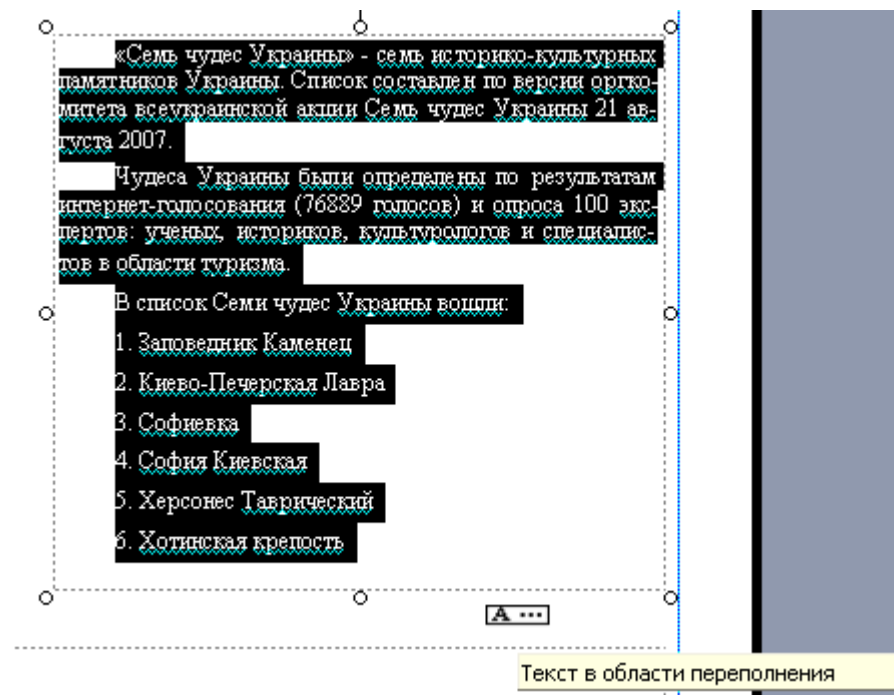 «Семь чудес Украины» - семь историко-культурных
памятников Украины. Список составлен по версии оргко-
митета всеукраинской акции Семь чудес Украины 21 ав-
густа 2007.
Чудеса Украины были определены по результатам
интернет-голосования (76889 голосов) и опроса 100 экс-
пертов: ученых, историков, культурологов и специалис-
тов в области туризма.
В список Семи чудес Украины вошли:
1. Заповедник Каменец
2. Киево-Печерская Лавра
3. Софиевка
4. София Киевская
5. Херсонес Таврический
6. Хотинская крепость
A ...
Текст в области переполнения